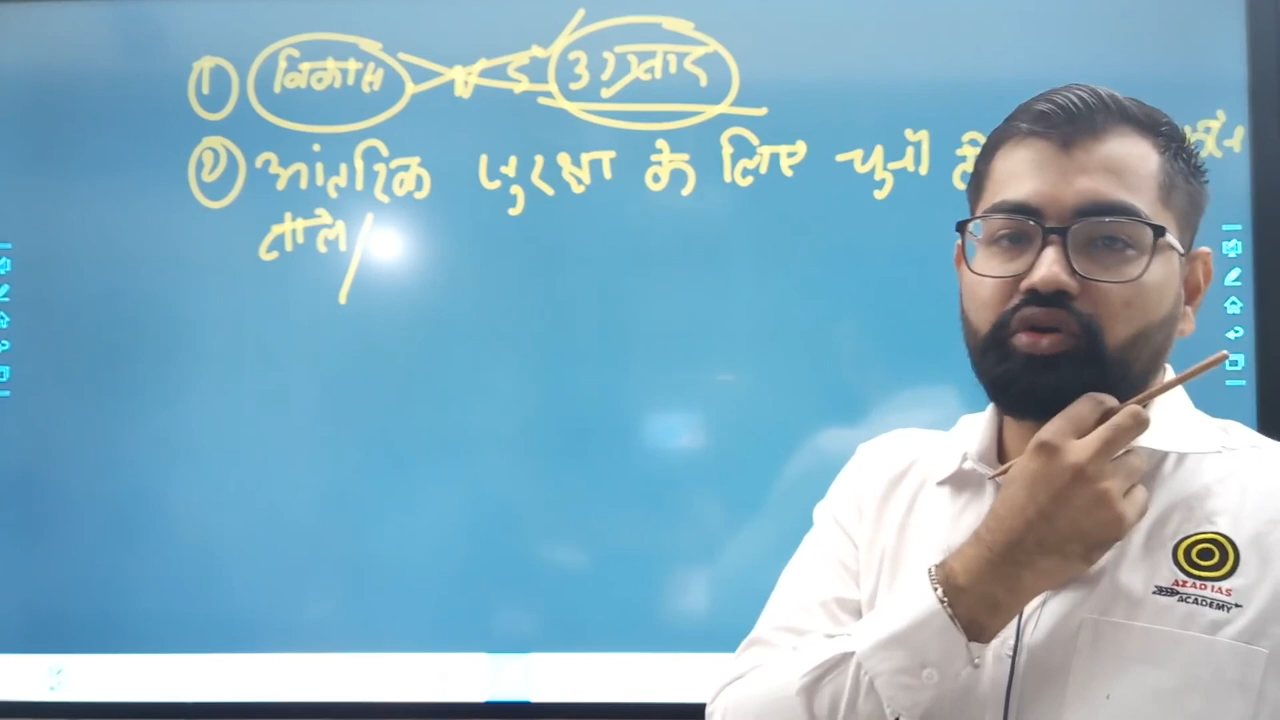 ① विकास उग्रवाद
② आंतरिक सुरक्षा के लिए चुनौ
वाले
AZAD IAS
ACADEMY